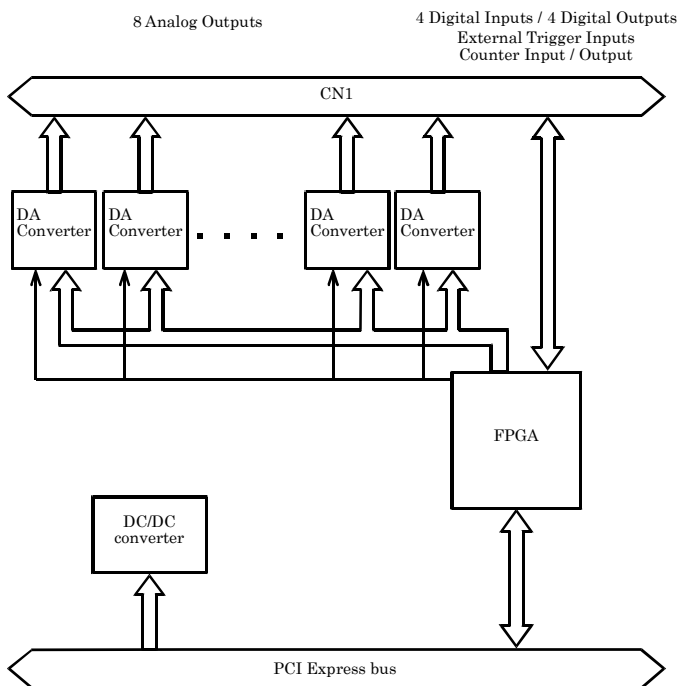 8 Analog Outputs
4 Digital Inputs / 4 Digital Outputs
External Trigger Inputs
Counter Input / Output
CN1
DA
Converter
DA
Converter
DA
Converter
DA
Converter
FPGA
DC/DC
converter
PCI Express bus